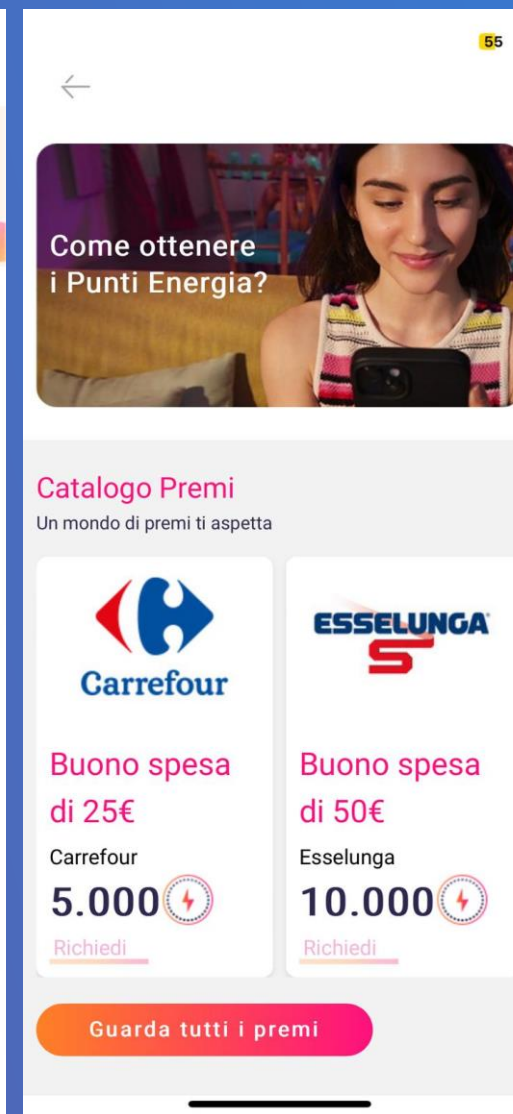 55
Come ottenere
i Punti Energia?
Catalogo Premi
Un mondo di premi ti aspetta
Carrefour
Buono spesa
di 25€
Carrefour
5.000
Richiedi
ESSELUNGA
Buono spesa
di 50€
Esselunga
10.000
Richiedi
Guarda tutti i premi